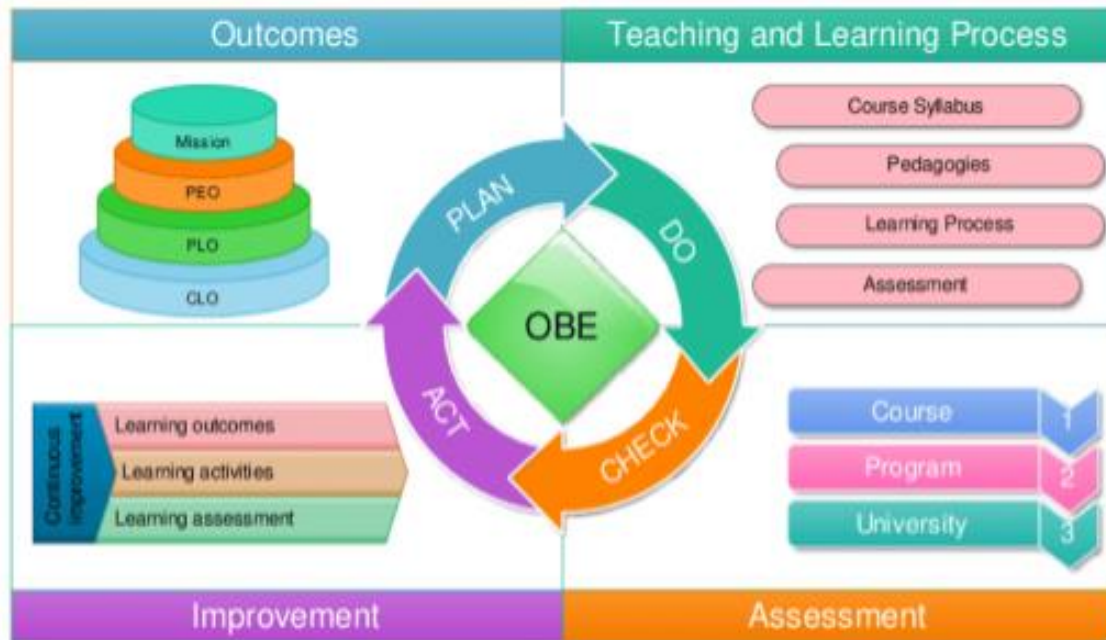 Outcomes
Teaching and Learning Process
Mission
PEO
PLO
CLO
Course Syllabus
Pedagogies
Learning Process
Assessment
PLAN
DO
CHECK
ACT
OBE
Continuous
improvement
Learning outcomes
Learning activities
Learning assessment
Course 1
Program 2
University 3
Improvement
Assessment